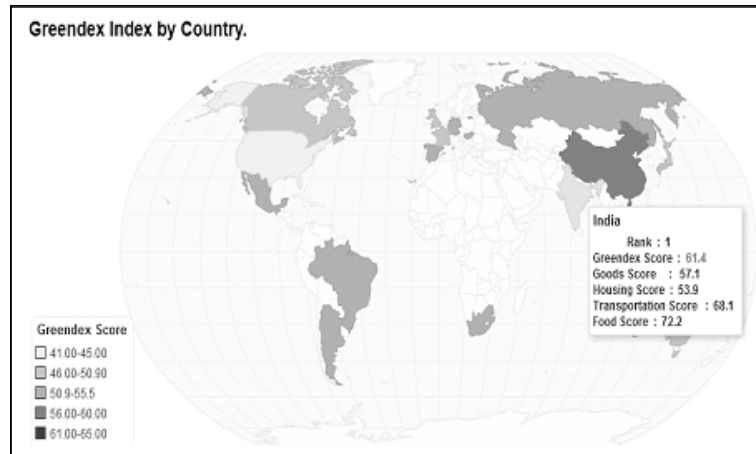 Greendex Index by Country.
India
Rank : 1
Greendex Score : 61.4
Goods Score : 57.1
Housing Score : 53.9
Transportation Score : 68.1
Food Score : 72.2
Greendex Score
41.00-45.00
46.00-50.90
50.9-55.5
56.00-60.00
61.00-65.00